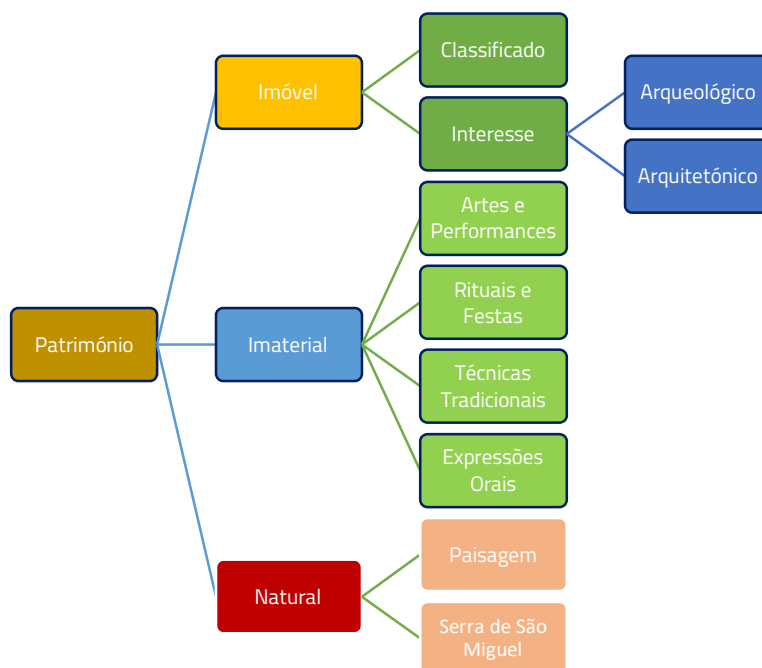 Património
Imóvel
Classificado
Interesse
Arqueológico
Arquitetónico
Imaterial
Artes e
Performances
Rituais e
Festas
Técnicas
Tradicionais
Expressões
Orais
Natural
Paisagem
Serra de São
Miguel